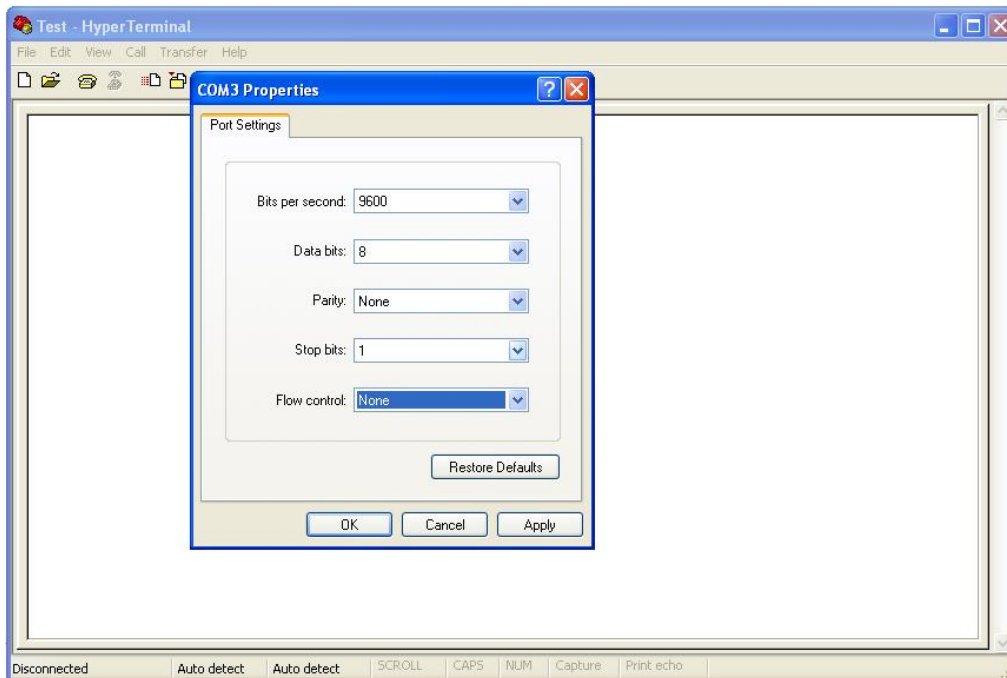 Test - HyperTerminal
File Edit View Call Transfer Help
COM3 Properties
Port Settings
Bits per second: 9600
Data bits: 8
Parity: None
Stop bits: 1
Flow control: None
Restore Defaults
OK Cancel Apply
Disconnected Auto detect Auto detect SCROLL CAPS NUM Capture Print echo